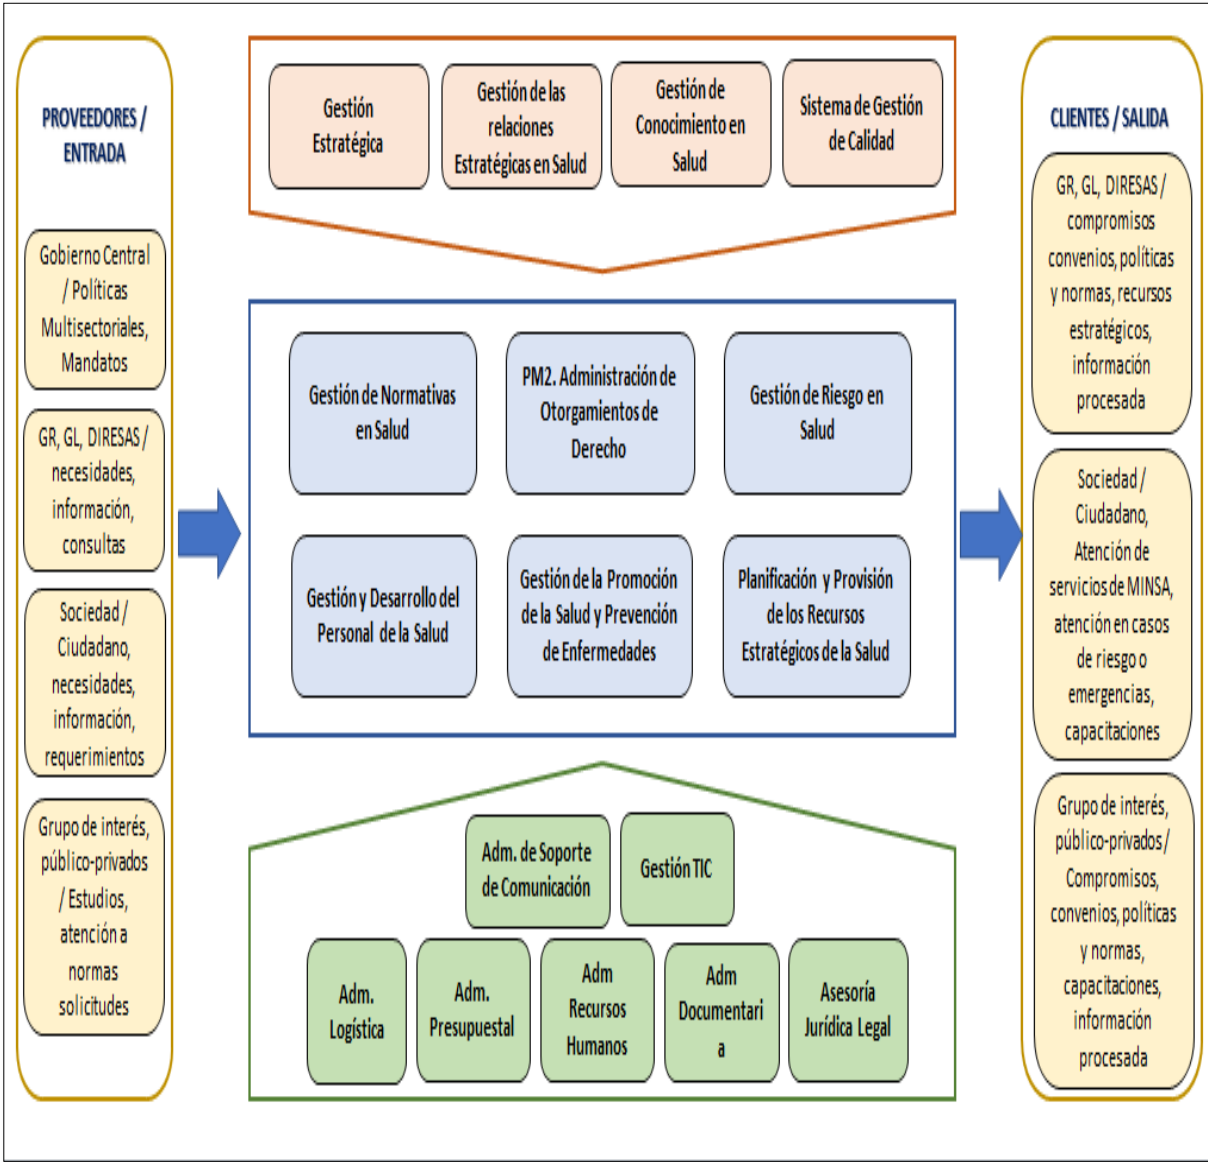 PROVEEDORES /
ENTRADA
Gobierno Central
/ Políticas
Multisectoriales,
Mandatos
GR, GL, DIRESAS /
necesidades,
información,
consultas
Sociedad /
Ciudadano,
necesidades,
información,
requerimientos
Grupo de interés,
público-privados
/ Estudios,
atención a
normas
solicitudes
Gestión
Estratégica
Gestión de las
relaciones
Estratégicas en Salud
Gestión de
Conocimiento en
Salud
Sistema de Gestión
de Calidad
Gestión de Normativas
en Salud
PM2. Administración de
Otorgamientos de
Derecho
Gestión de Riesgo en
Salud
Gestión y Desarrollo del
Personal de la Salud
Gestión de la Promoción
de la Salud y Prevención
de Enfermedades
Planificación y Provisión
de los Recursos
Estratégicos de la Salud
Adm. de Soporte
de Comunicación
Gestión TIC
Adm.
Logística
Adm.
Presupuestal
Adm
Recursos
Humanos
Adm
Documentari
a
Asesoría
Jurídica Legal
CLIENTES / SALIDA
GR, GL, DIRESAS /
compromisos
convenios, políticas
y normas, recursos
estratégicos,
información
procesada
Sociedad /
Ciudadano,
Atención de
servicios de MINSA,
atención en casos
de riesgo o
emergencias,
capacitaciones
Grupo de interés,
público-privados/
Compromisos,
convenios, políticas
y normas,
capacitaciones,
información
procesada